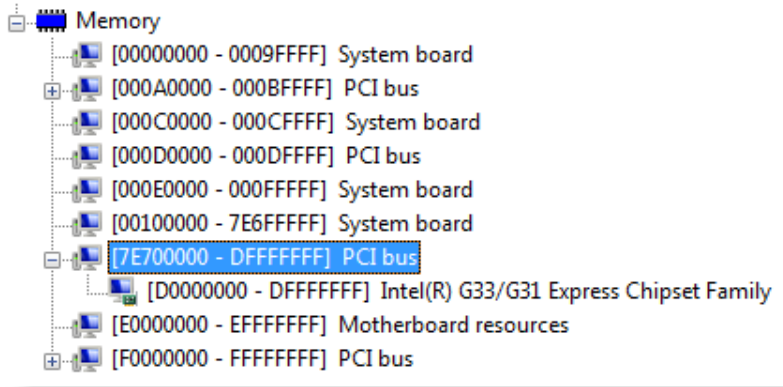 Memory
[00000000 - 0009FFFF] System board
[000A0000 - 000BFFFF] PCI bus
[000C0000 - 000CFFFF] System board
[000D0000 - 000DFFFF] PCI bus
[000E0000 - 000FFFFF] System board
[00100000 - 7E6FFFFF] System board
[7E700000 - DFFFFFFF] PCI bus
[D0000000 - DFFFFFFF] Intel(R) G33/G31 Express Chipset Family
[E0000000 - EFFFFFFF] Motherboard resources
[F0000000 - FFFFFFFF] PCI bus